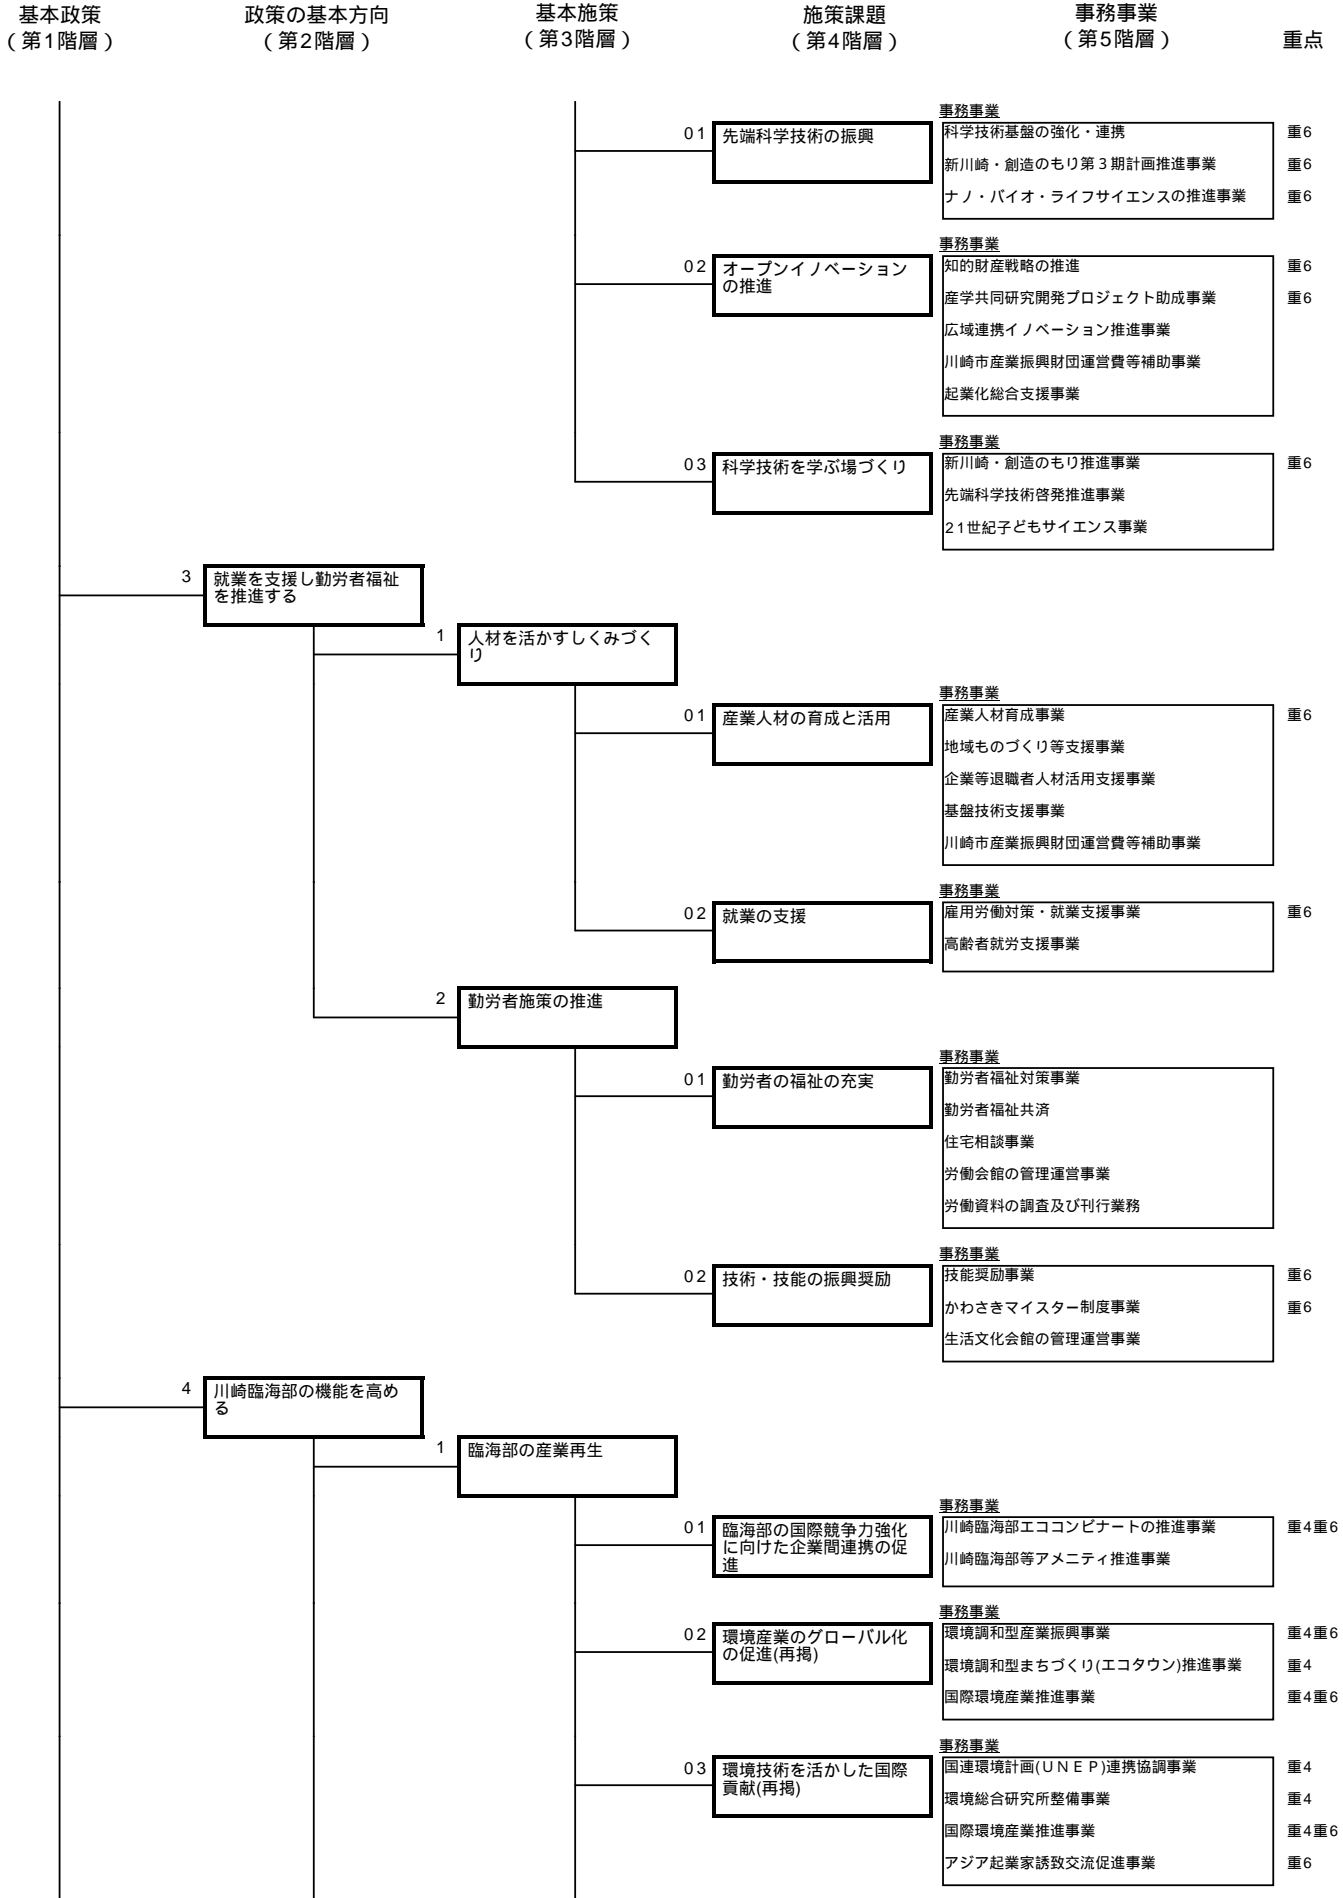 基本政策
（第1階層）
政策の基本方向
（第2階層）
基本施策
（第3階層）
施策課題
（第4階層）
事務事業
（第5階層）
重点
01
先端科学技術の振興
事務事業
科学技術基盤の強化・連携 重6
新川崎・創造のもり第３期計画推進事業 重6
ナノ・バイオ・ライフサイエンスの推進事業 重6
02
オープンイノベーション
の推進
事務事業
知的財産戦略の推進 重6
産学共同研究開発プロジェクト助成事業 重6
広域連携イノベーション推進事業
川崎市産業振興財団運営費等補助事業
起業化総合支援事業
03
科学技術を学ぶ場づくり
事務事業
新川崎・創造のもり推進事業 重6
先端科学技術啓発推進事業
21世紀子どもサイエンス事業
3
就業を支援し勤労者福祉
を推進する
1
人材を活かすしくみづく
り
01
産業人材の育成と活用
事務事業
産業人材育成事業 重6
地域ものづくり等支援事業
企業等退職者人材活用支援事業
基盤技術支援事業
川崎市産業振興財団運営費等補助事業
02
就業の支援
事務事業
雇用労働対策・就業支援事業 重6
高齢者就労支援事業
2
勤労者施策の推進
01
勤労者の福祉の充実
事務事業
勤労者福祉対策事業
勤労者福祉共済
住宅相談事業
労働会館の管理運営事業
労働資料の調査及び刊行業務
02
技術・技能の振興奨励
事務事業
技能奨励事業 重6
かわさきマイスター制度事業 重6
生活文化会館の管理運営事業
4
川崎臨海部の機能を高め
る
1
臨海部の産業再生
01
臨海部の国際競争力強化
に向けた企業間連携の促
進
事務事業
川崎臨海部エココンビナートの推進事業 重4重6
川崎臨海部等アメニティ推進事業
02
環境産業のグローバル化
の促進(再掲)
事務事業
環境調和型産業振興事業 重4重6
環境調和型まちづくり(エコタウン)推進事業 重4
国際環境産業推進事業 重4重6
03
環境技術を活かした国際
貢献(再掲)
事務事業
国連環境計画(ＵＮＥＰ)連携協調事業 重4
環境総合研究所整備事業 重4
国際環境産業推進事業 重4重6
アジア起業家誘致交流促進事業 重6